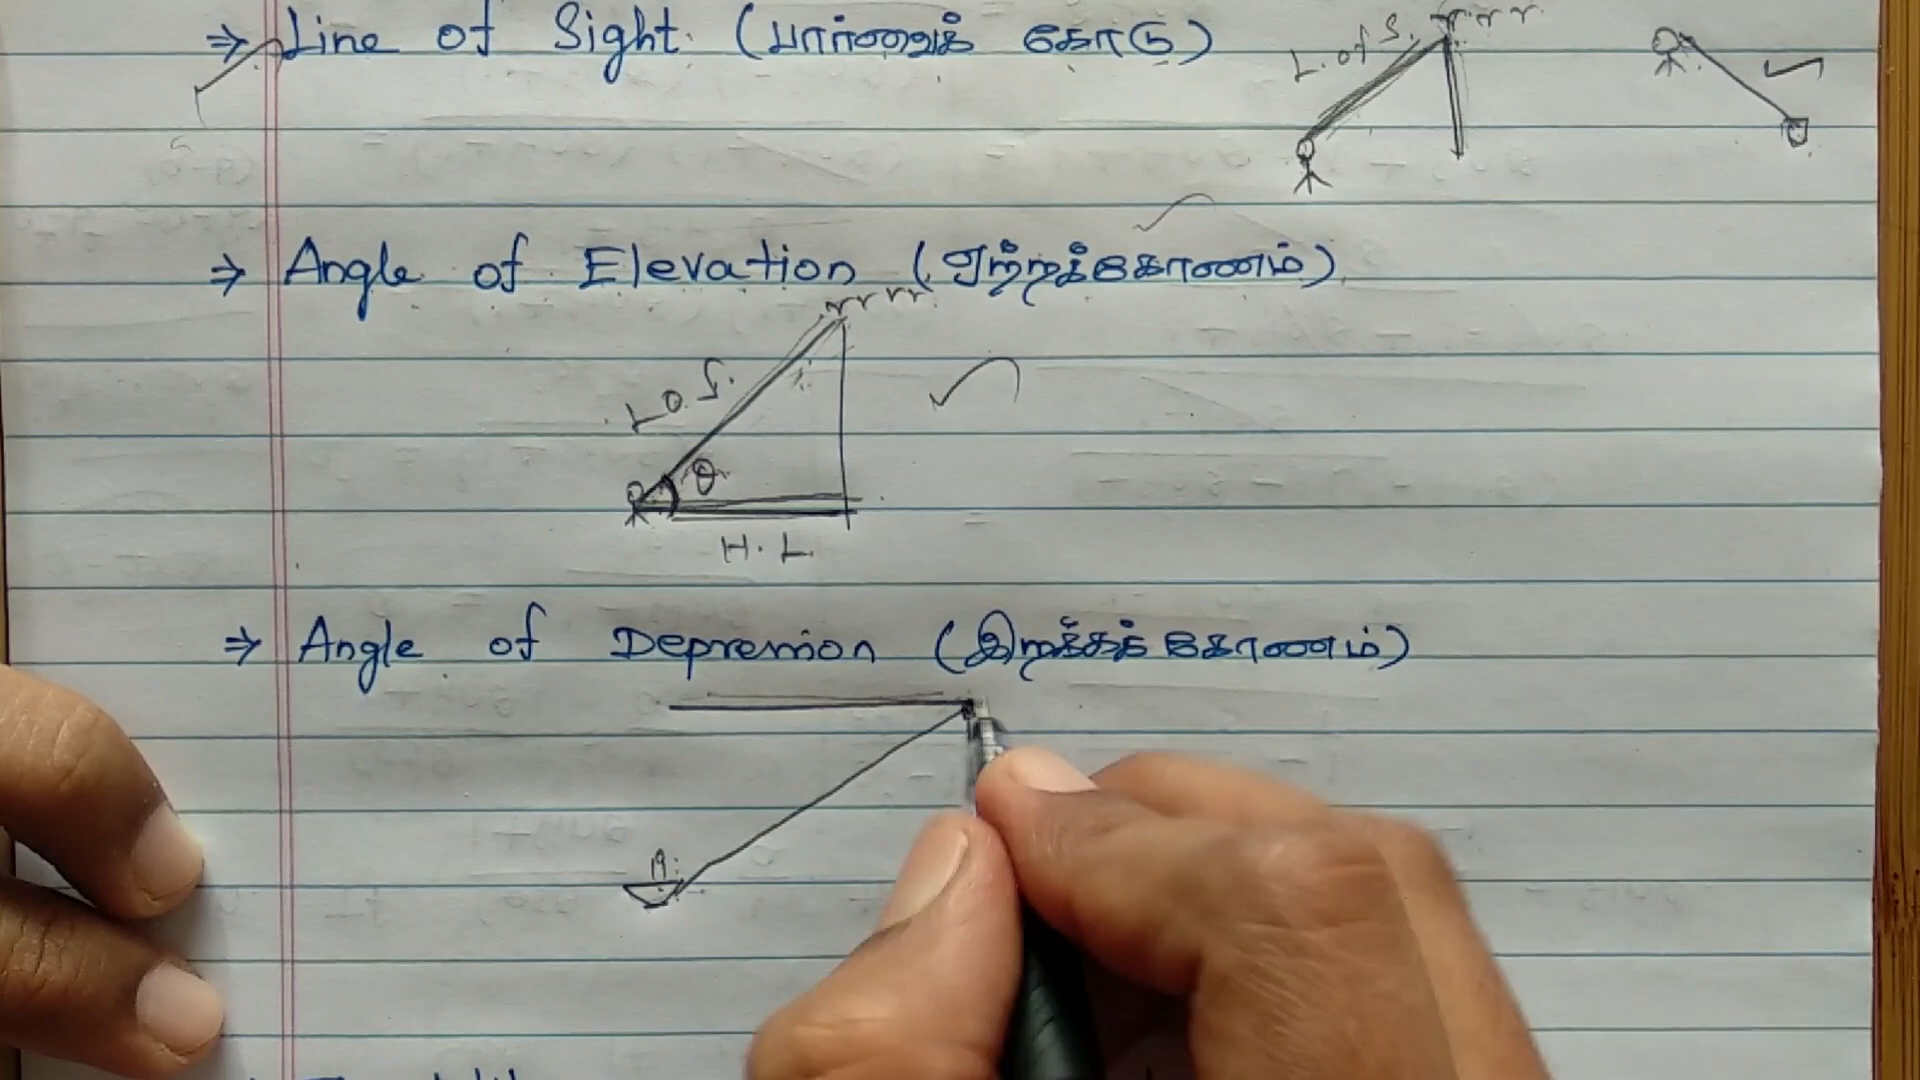 ⇒ Line of Sight. (பார்வைக் கோடு)
L. of S.
⇒ Angle of Elevation (ஏற்றக்கோணம்)
L.O.S.
θ
H. L.
⇒ Angle of Depression (இறக்கக் கோணம்)